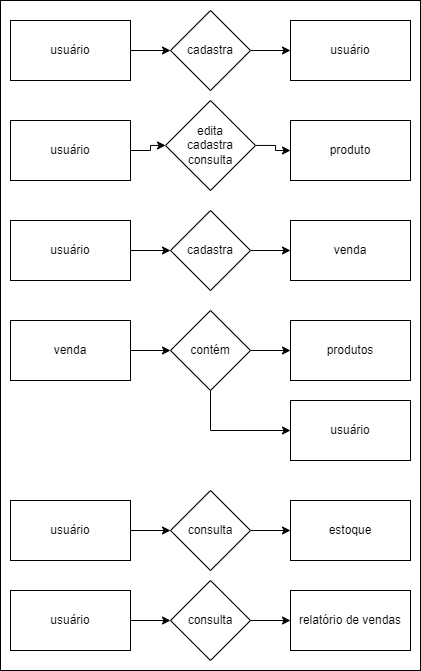 usuário
cadastra
usuário
usuário
edita
cadastra
consulta
produto
usuário
cadastra
venda
venda
contém
produtos
usuário
usuário
consulta
estoque
usuário
consulta
relatório de vendas